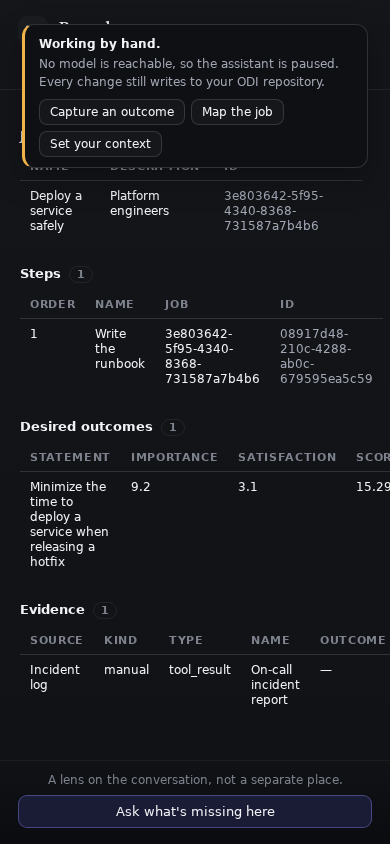 Working by hand.
No model is reachable, so the assistant is paused.
Every change still writes to your ODI repository.
Capture an outcome Map the job
Set your context
NAME DESCRIPTION ID
Deploy a service safely Platform engineers 3e803642-5f95-4340-8368-731587a7b4b6
Steps 1
ORDER NAME JOB ID
1 Write the runbook 3e803642-5f95-4340-8368-731587a7b4b6 08917d48-210c-4288-ab0c-679595ea5c59
Desired outcomes 1
STATEMENT IMPORTANCE SATISFACTION SCOR
Minimize the time to deploy a service when releasing a hotfix 9.2 3.1 15.29
Evidence 1
SOURCE KIND TYPE NAME OUTCOME
Incident log manual tool_result On-call incident report —
A lens on the conversation, not a separate place.
Ask what's missing here